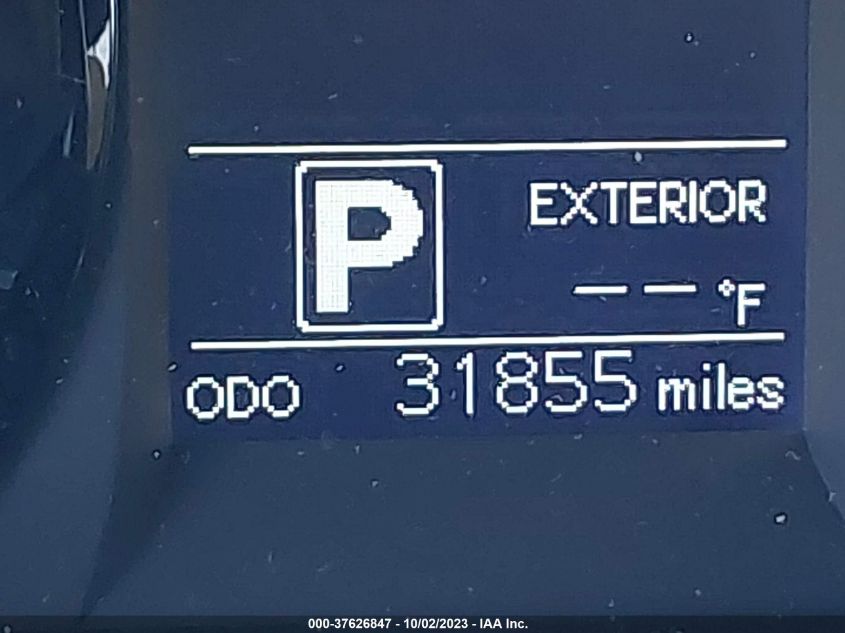 P
EXTERIOR
-- °F
ODO 31855 miles
000-37626847 - 10/02/2023 - IAA Inc.